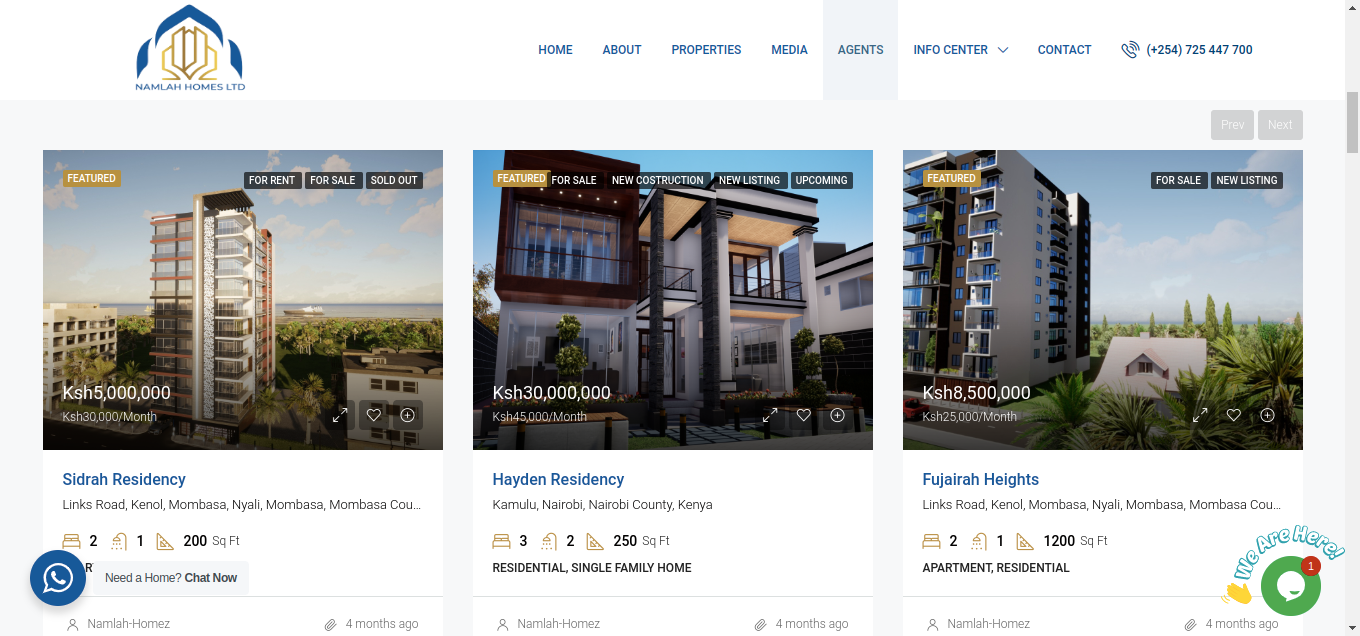 NAMLAH HOMES LTD
HOME ABOUT PROPERTIES MEDIA AGENTS INFO CENTER CONTACT (+254) 725 447 700
Prev Next
FEATURED FOR RENT FOR SALE SOLD OUT
Ksh5,000,000
Ksh30,000/Month
Sidrah Residency
Links Road, Kenol, Mombasa, Nyali, Mombasa, Mombasa Cou...
2 1 200 Sq Ft
Need a Home? Chat Now
Namlah-Homez 4 months ago
FEATURED FOR SALE NEW COSTRUCTION NEW LISTING UPCOMING
Ksh30,000,000
Ksh45,000/Month
Hayden Residency
Kamulu, Nairobi, Nairobi County, Kenya
3 2 250 Sq Ft
RESIDENTIAL, SINGLE FAMILY HOME
Namlah-Homez 4 months ago
FEATURED FOR SALE NEW LISTING
Ksh8,500,000
Ksh25,000/Month
Fujairah Heights
Links Road, Kenol, Mombasa, Nyali, Mombasa, Mombasa Cou...
2 1 1200 Sq Ft
APARTMENT, RESIDENTIAL
Namlah-Homez 4 months ago
We Are Here!
1